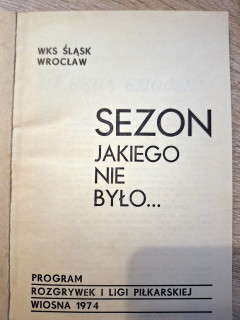 WKS ŚLĄSK
WROCŁAW
SEZON
JAKIEGO
NIE
BYŁO...
PROGRAM
ROZGRYWEK I LIGI PIŁKARSKIEJ
WIOSNA 1974